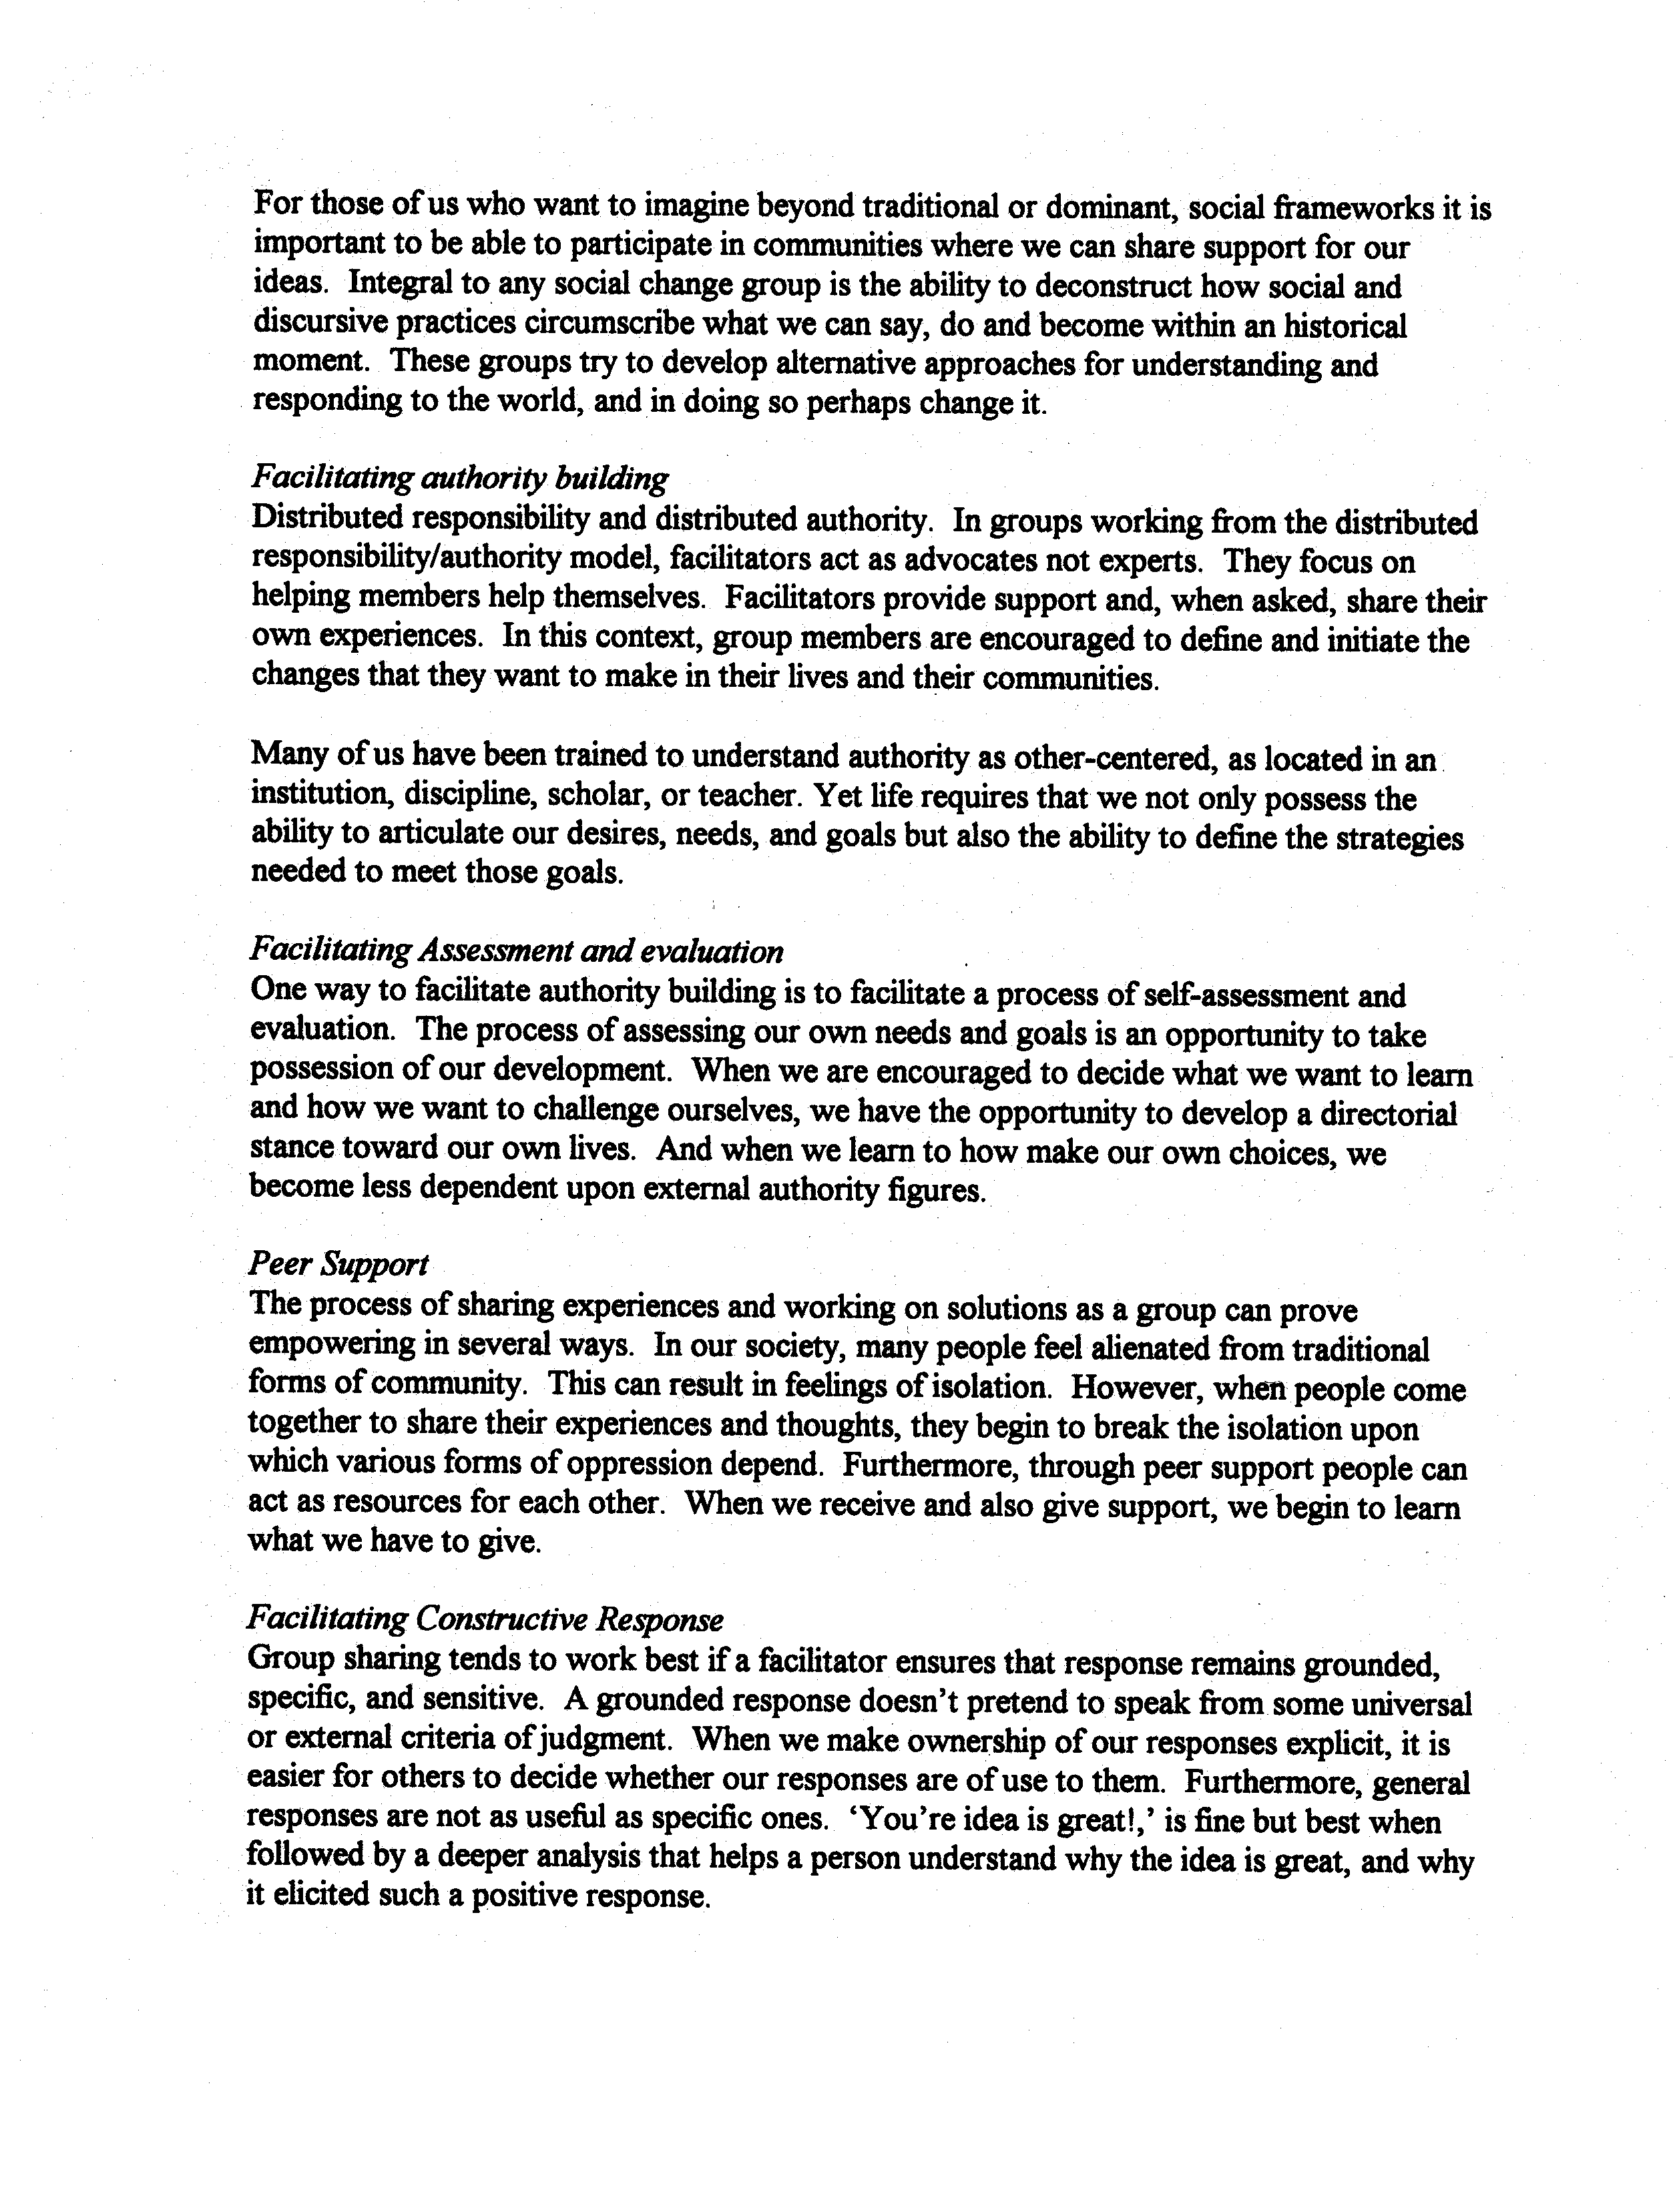 For those of us who want to imagine beyond traditional or dominant, social frameworks it is
important to be able to participate in communities where we can share support for our
ideas. Integral to any social change group is the ability to deconstruct how social and
discursive practices circumscribe what we can say, do and become within an historical
moment. These groups try to develop alternative approaches for understanding and
responding to the world, and in doing so perhaps change it.
Facilitating authority building
Distributed responsibility and distributed authority. In groups working from the distributed
responsibility/authority model, facilitators act as advocates not experts. They focus on
helping members help themselves. Facilitators provide support and, when asked, share their
own experiences. In this context, group members are encouraged to define and initiate the
changes that they want to make in their lives and their communities.
Many of us have been trained to understand authority as other-centered, as located in an
institution, discipline, scholar, or teacher. Yet life requires that we not only possess the
ability to articulate our desires, needs, and goals but also the ability to define the strategies
needed to meet those goals.
Facilitating Assessment and evaluation
One way to facilitate authority building is to facilitate a process of self-assessment and
evaluation. The process of assessing our own needs and goals is an opportunity to take
possession of our development. When we are encouraged to decide what we want to learn
and how we want to challenge ourselves, we have the opportunity to develop a directorial
stance toward our own lives. And when we learn to how make our own choices, we
become less dependent upon external authority figures.
Peer Support
The process of sharing experiences and working on solutions as a group can prove
empowering in several ways. In our society, many people feel alienated from traditional
forms of community. This can result in feelings of isolation. However, when people come
together to share their experiences and thoughts, they begin to break the isolation upon
which various forms of oppression depend. Furthermore, through peer support people can
act as resources for each other. When we receive and also give support, we begin to learn
what we have to give.
Facilitating Constructive Response
Group sharing tends to work best if a facilitator ensures that response remains grounded,
specific, and sensitive. A grounded response doesn't pretend to speak from some universal
or external criteria of judgment. When we make ownership of our responses explicit, it is
easier for others to decide whether our responses are of use to them. Furthermore, general
responses are not as useful as specific ones. ‘You're idea is great!,’ is fine but best when
followed by a deeper analysis that helps a person understand why the idea is great, and why
it elicited such a positive response.